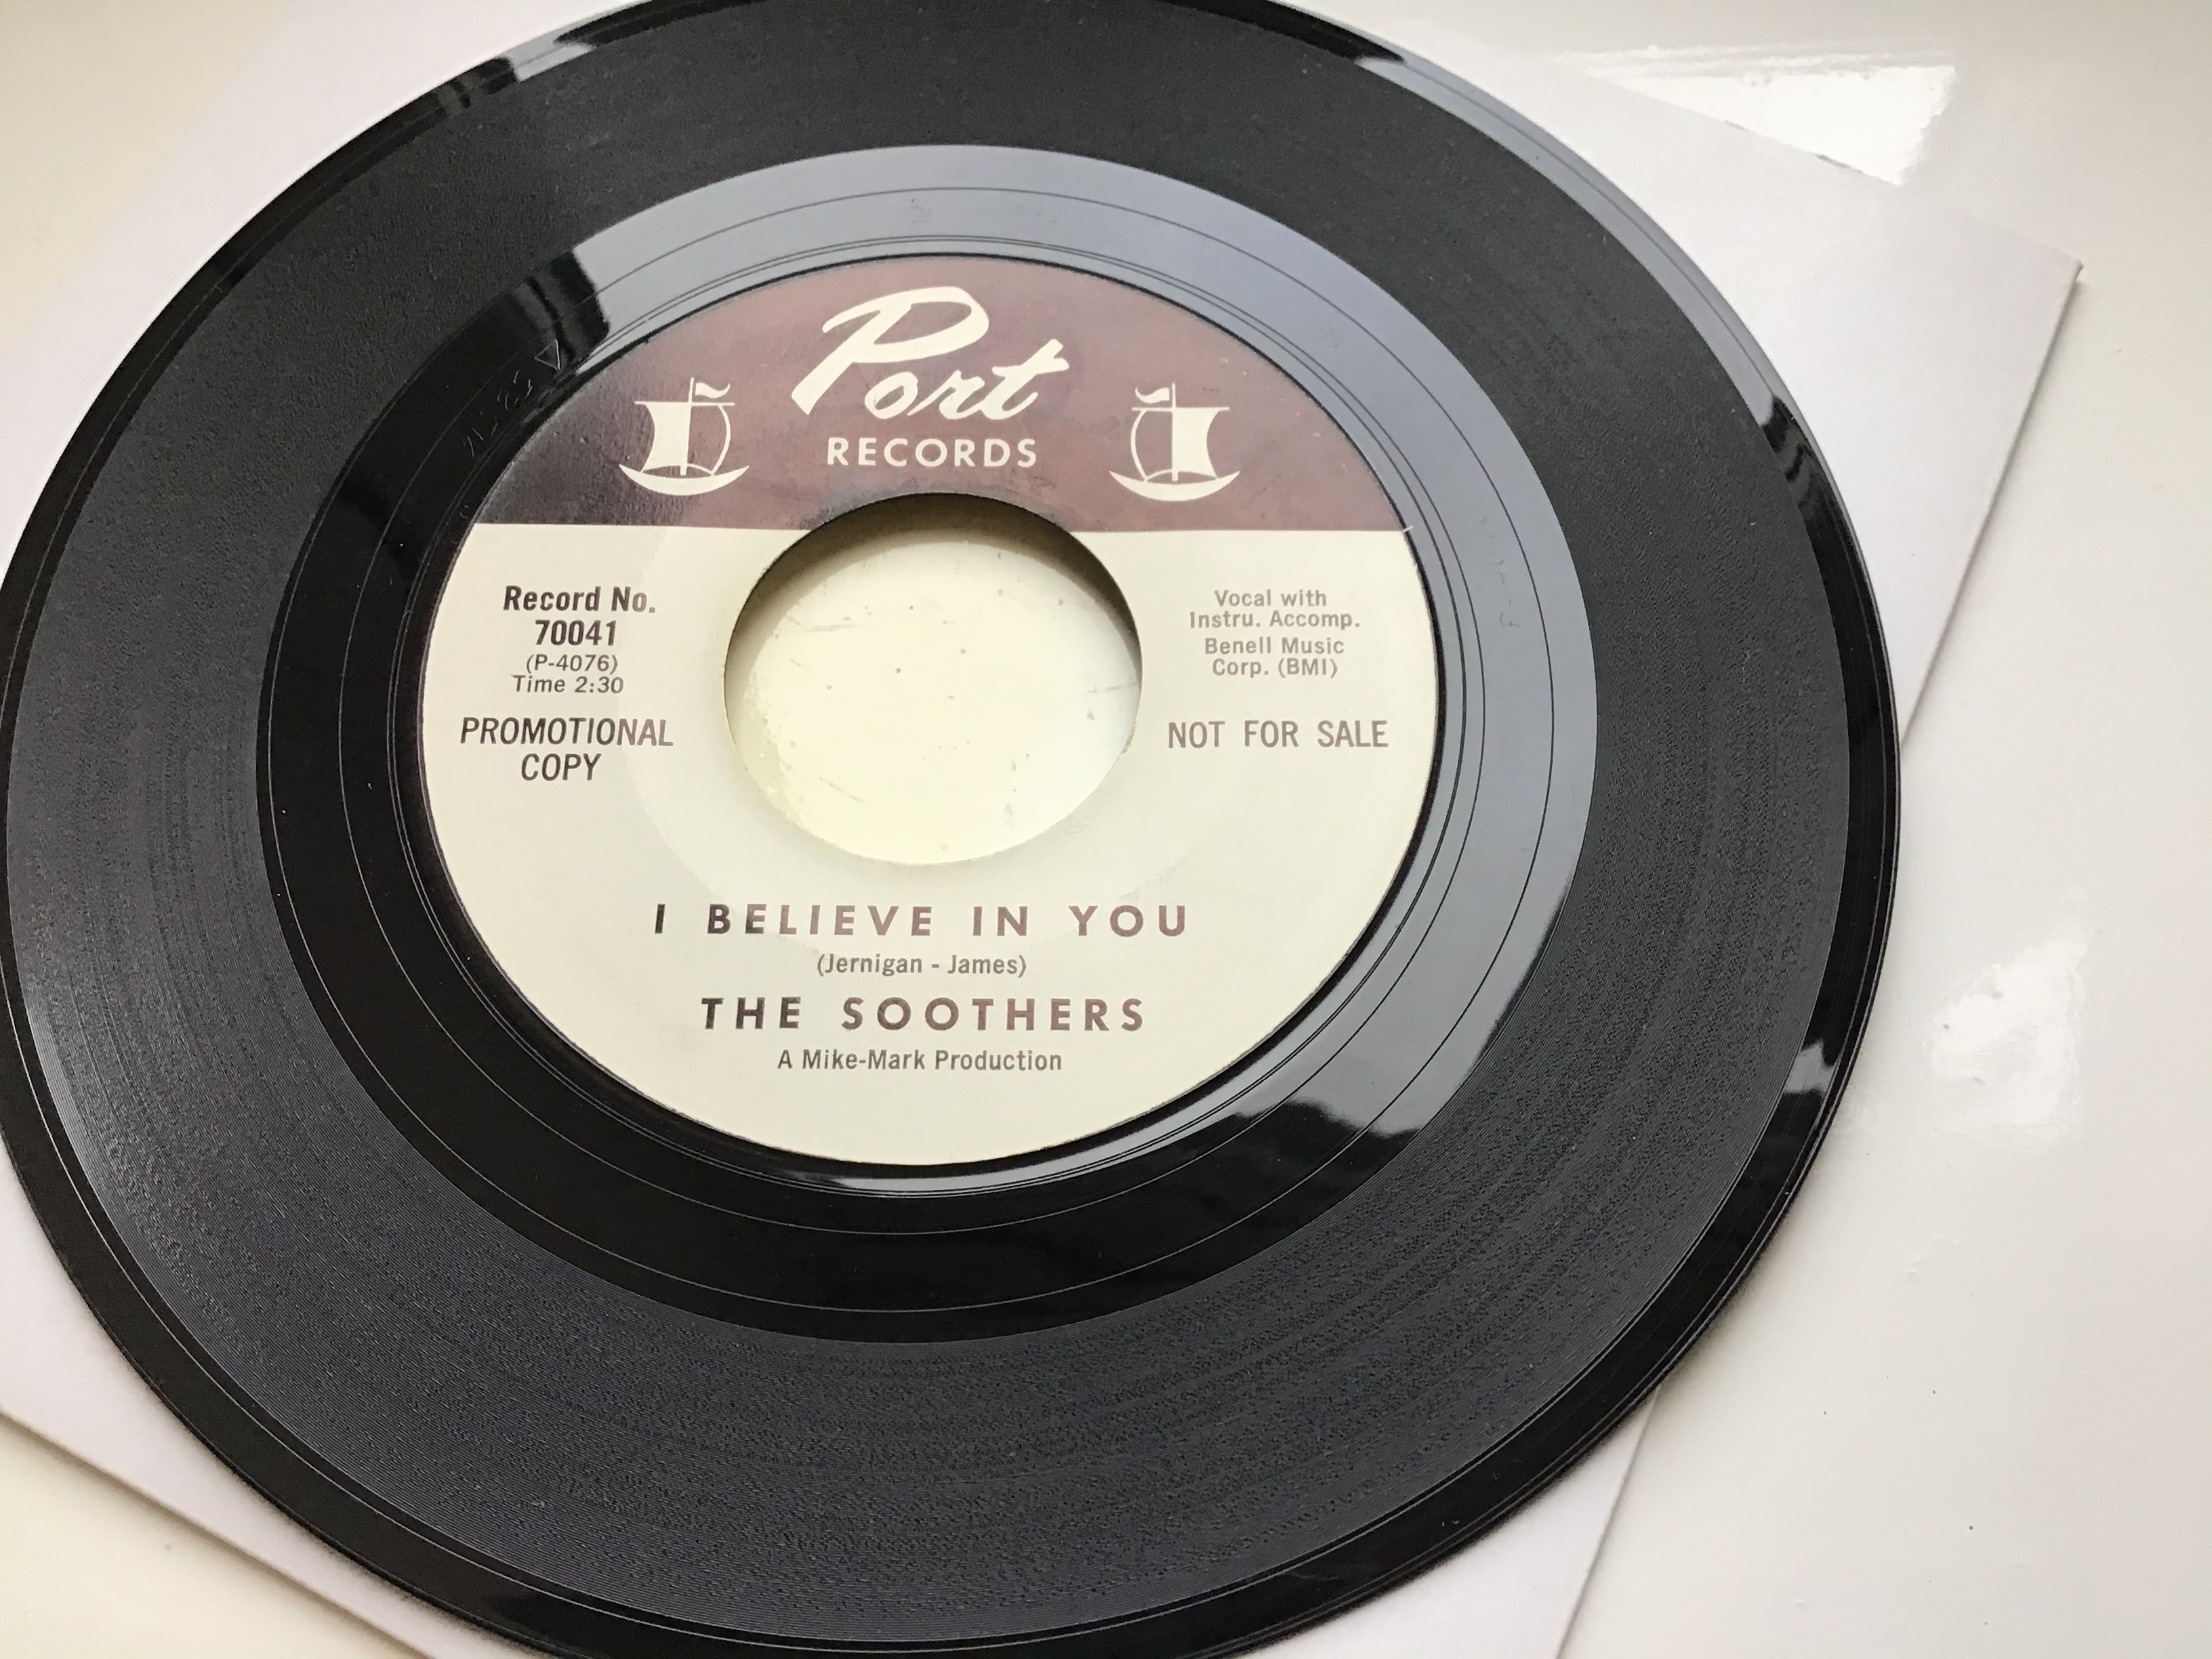 Port
RECORDS
Record No.
70041
(P-4076)
Time 2:30
PROMOTIONAL
COPY
Vocal with
Instru. Accomp.
Benell Music
Corp. (BMI)
NOT FOR SALE
I BELIEVE IN YOU
(Jernigan - James)
THE SOOTHERS
A Mike-Mark Production